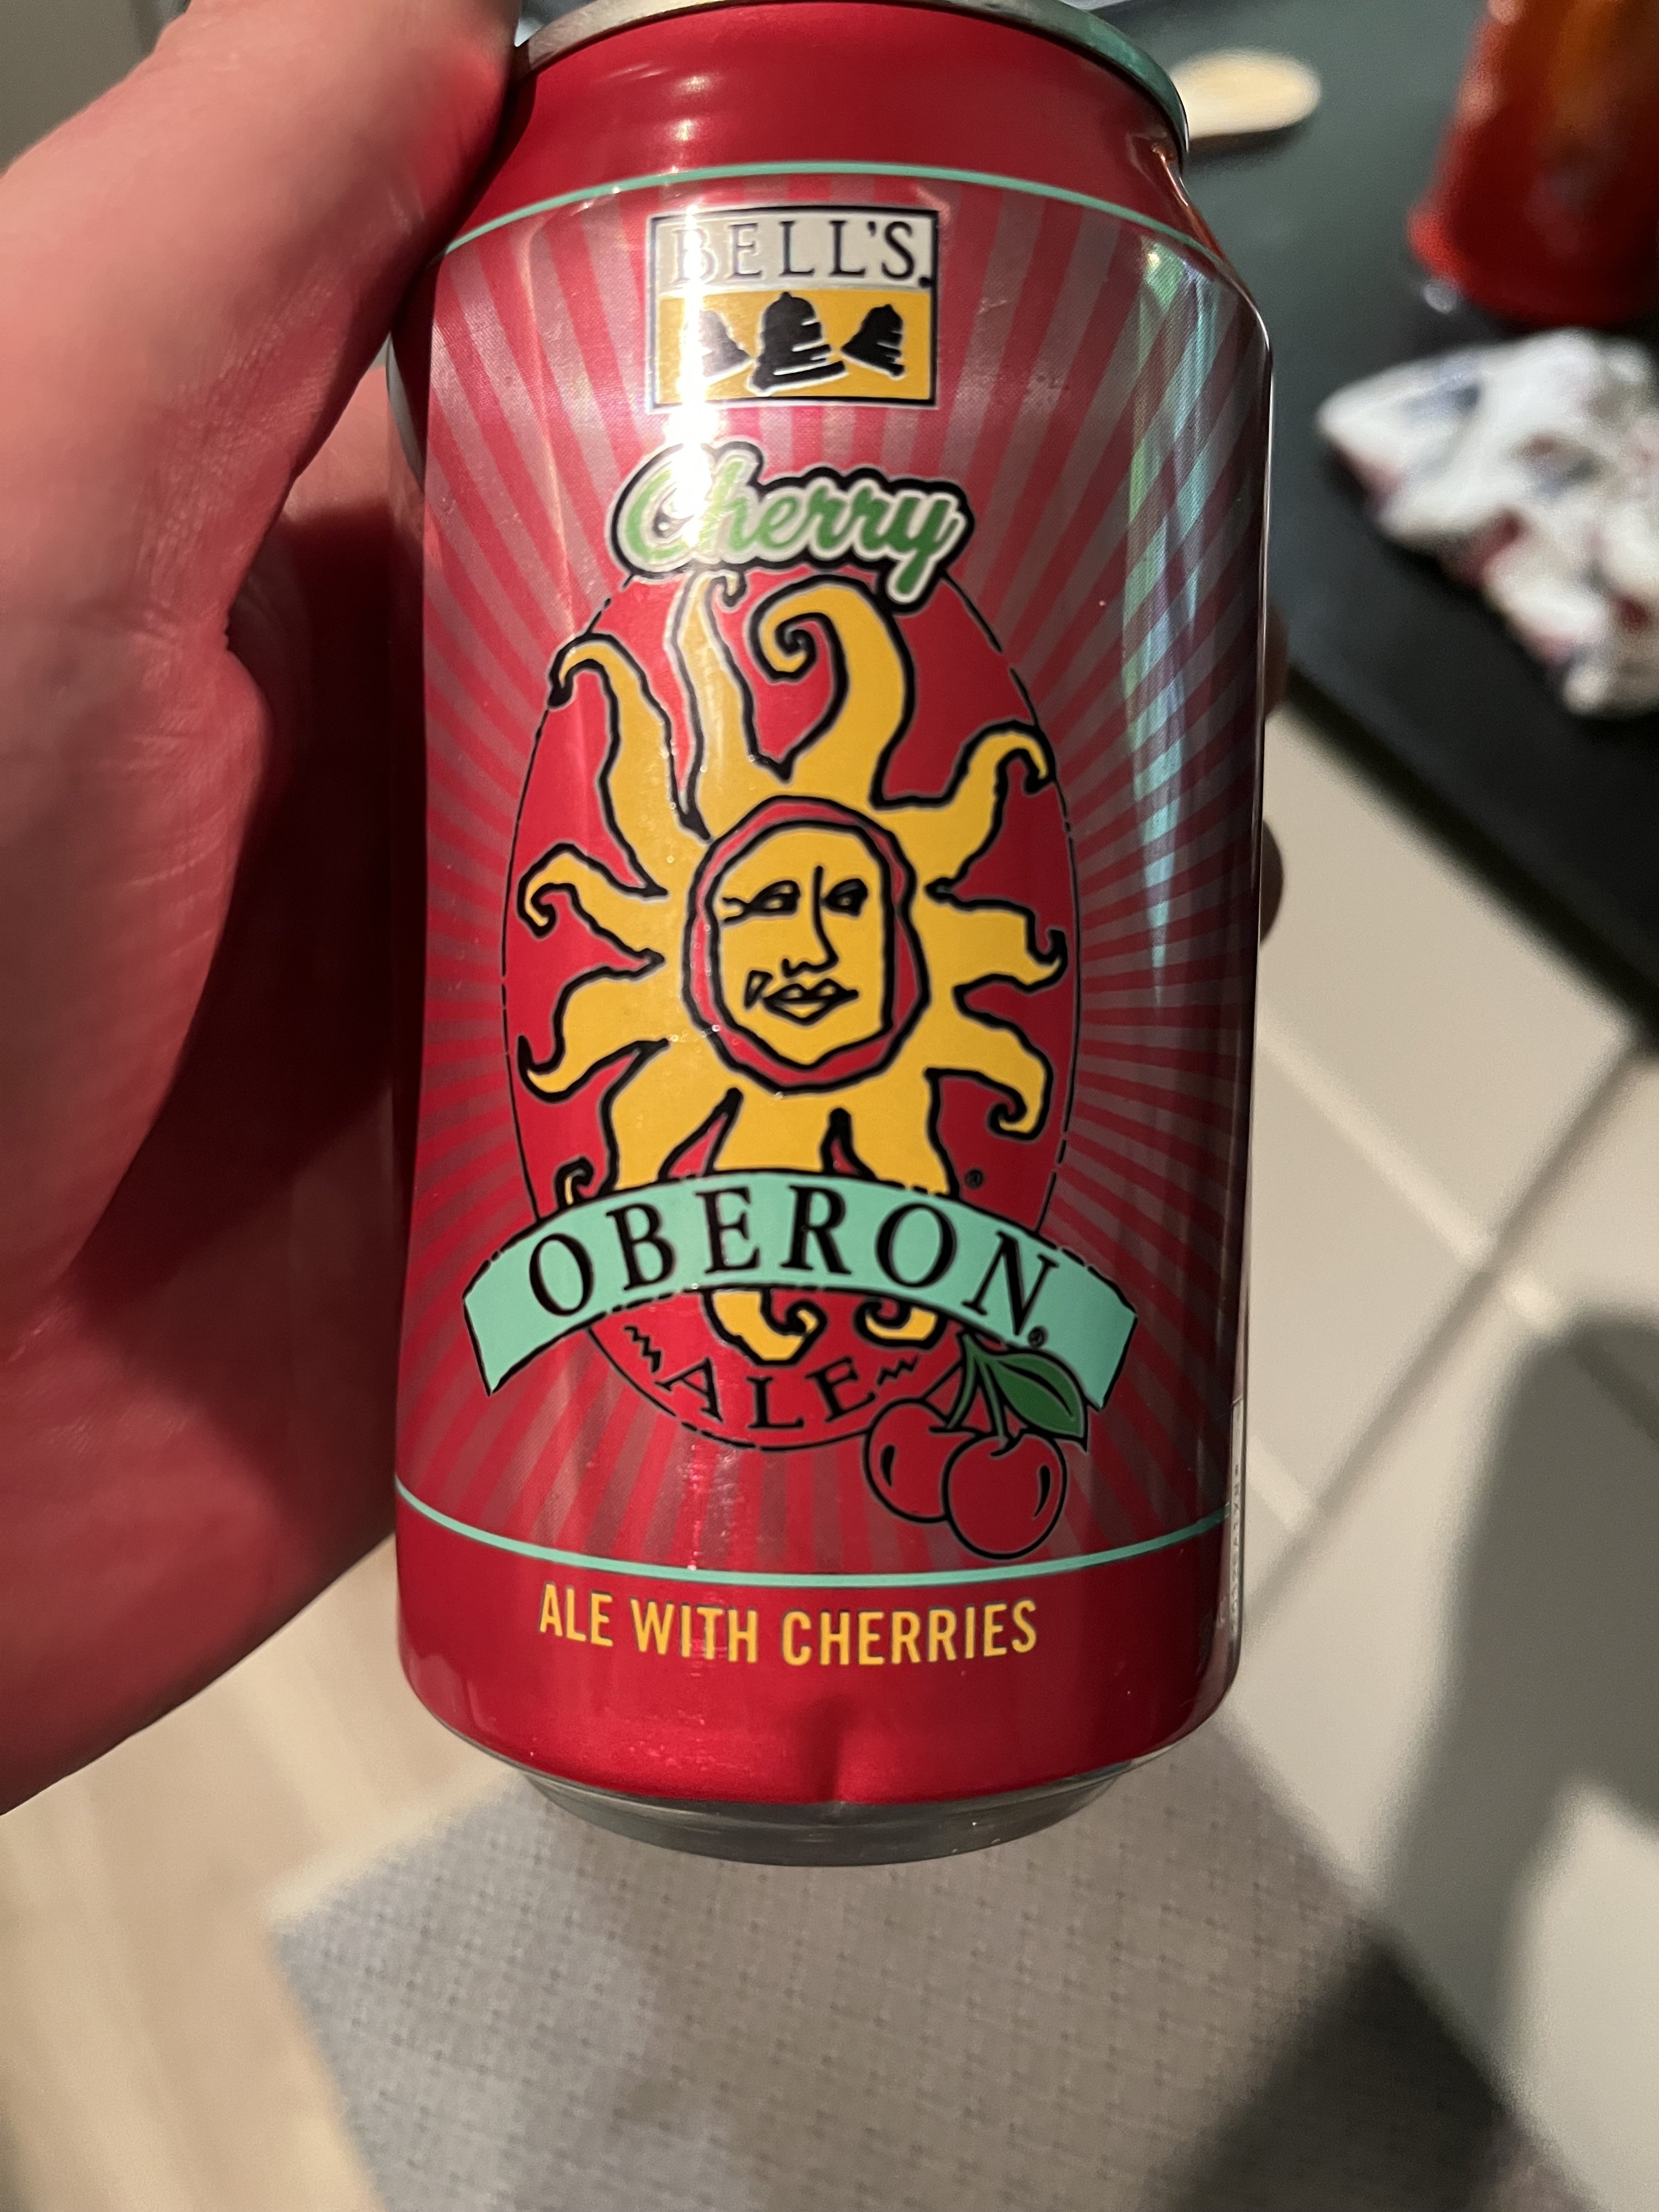 BELL'S
Cherry
OBERON®
ALE
ALE WITH CHERRIES